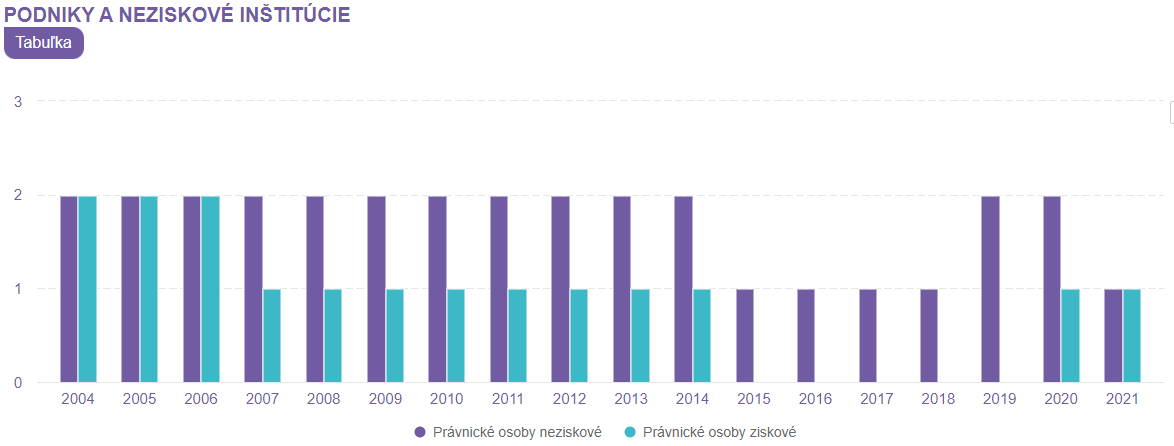 PODNIKY A NEZISKOVÉ INŠTITÚCIE
Tabuľka
3
2
1
0
2004 2005 2006 2007 2008 2009 2010 2011 2012 2013 2014 2015 2016 2017 2018 2019 2020 2021
Právnické osoby neziskové Právnické osoby ziskové